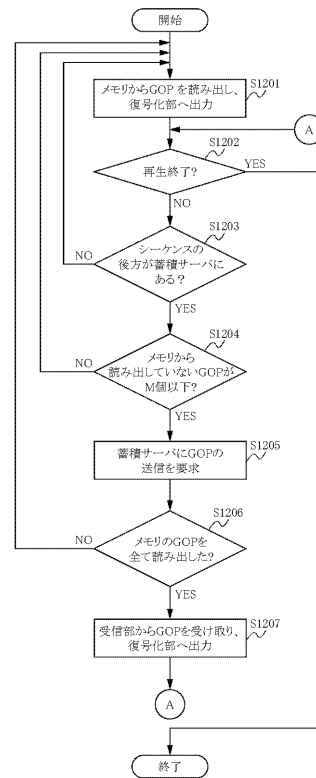 開始
S1201
メモリからGOPを読み出し、
復号化部へ出力
A
S1202
再生終了?
YES
NO
S1203
シーケンスの
後方が蓄積サーバに
ある?
NO
YES
S1204
メモリから
読み出していないGOPが
M個以下?
NO
YES
S1205
蓄積サーバにGOPの
送信を要求
S1206
メモリのGOPを
全て読み出した?
NO
YES
S1207
受信部からGOPを受け取り、
復号化部へ出力
A
終了